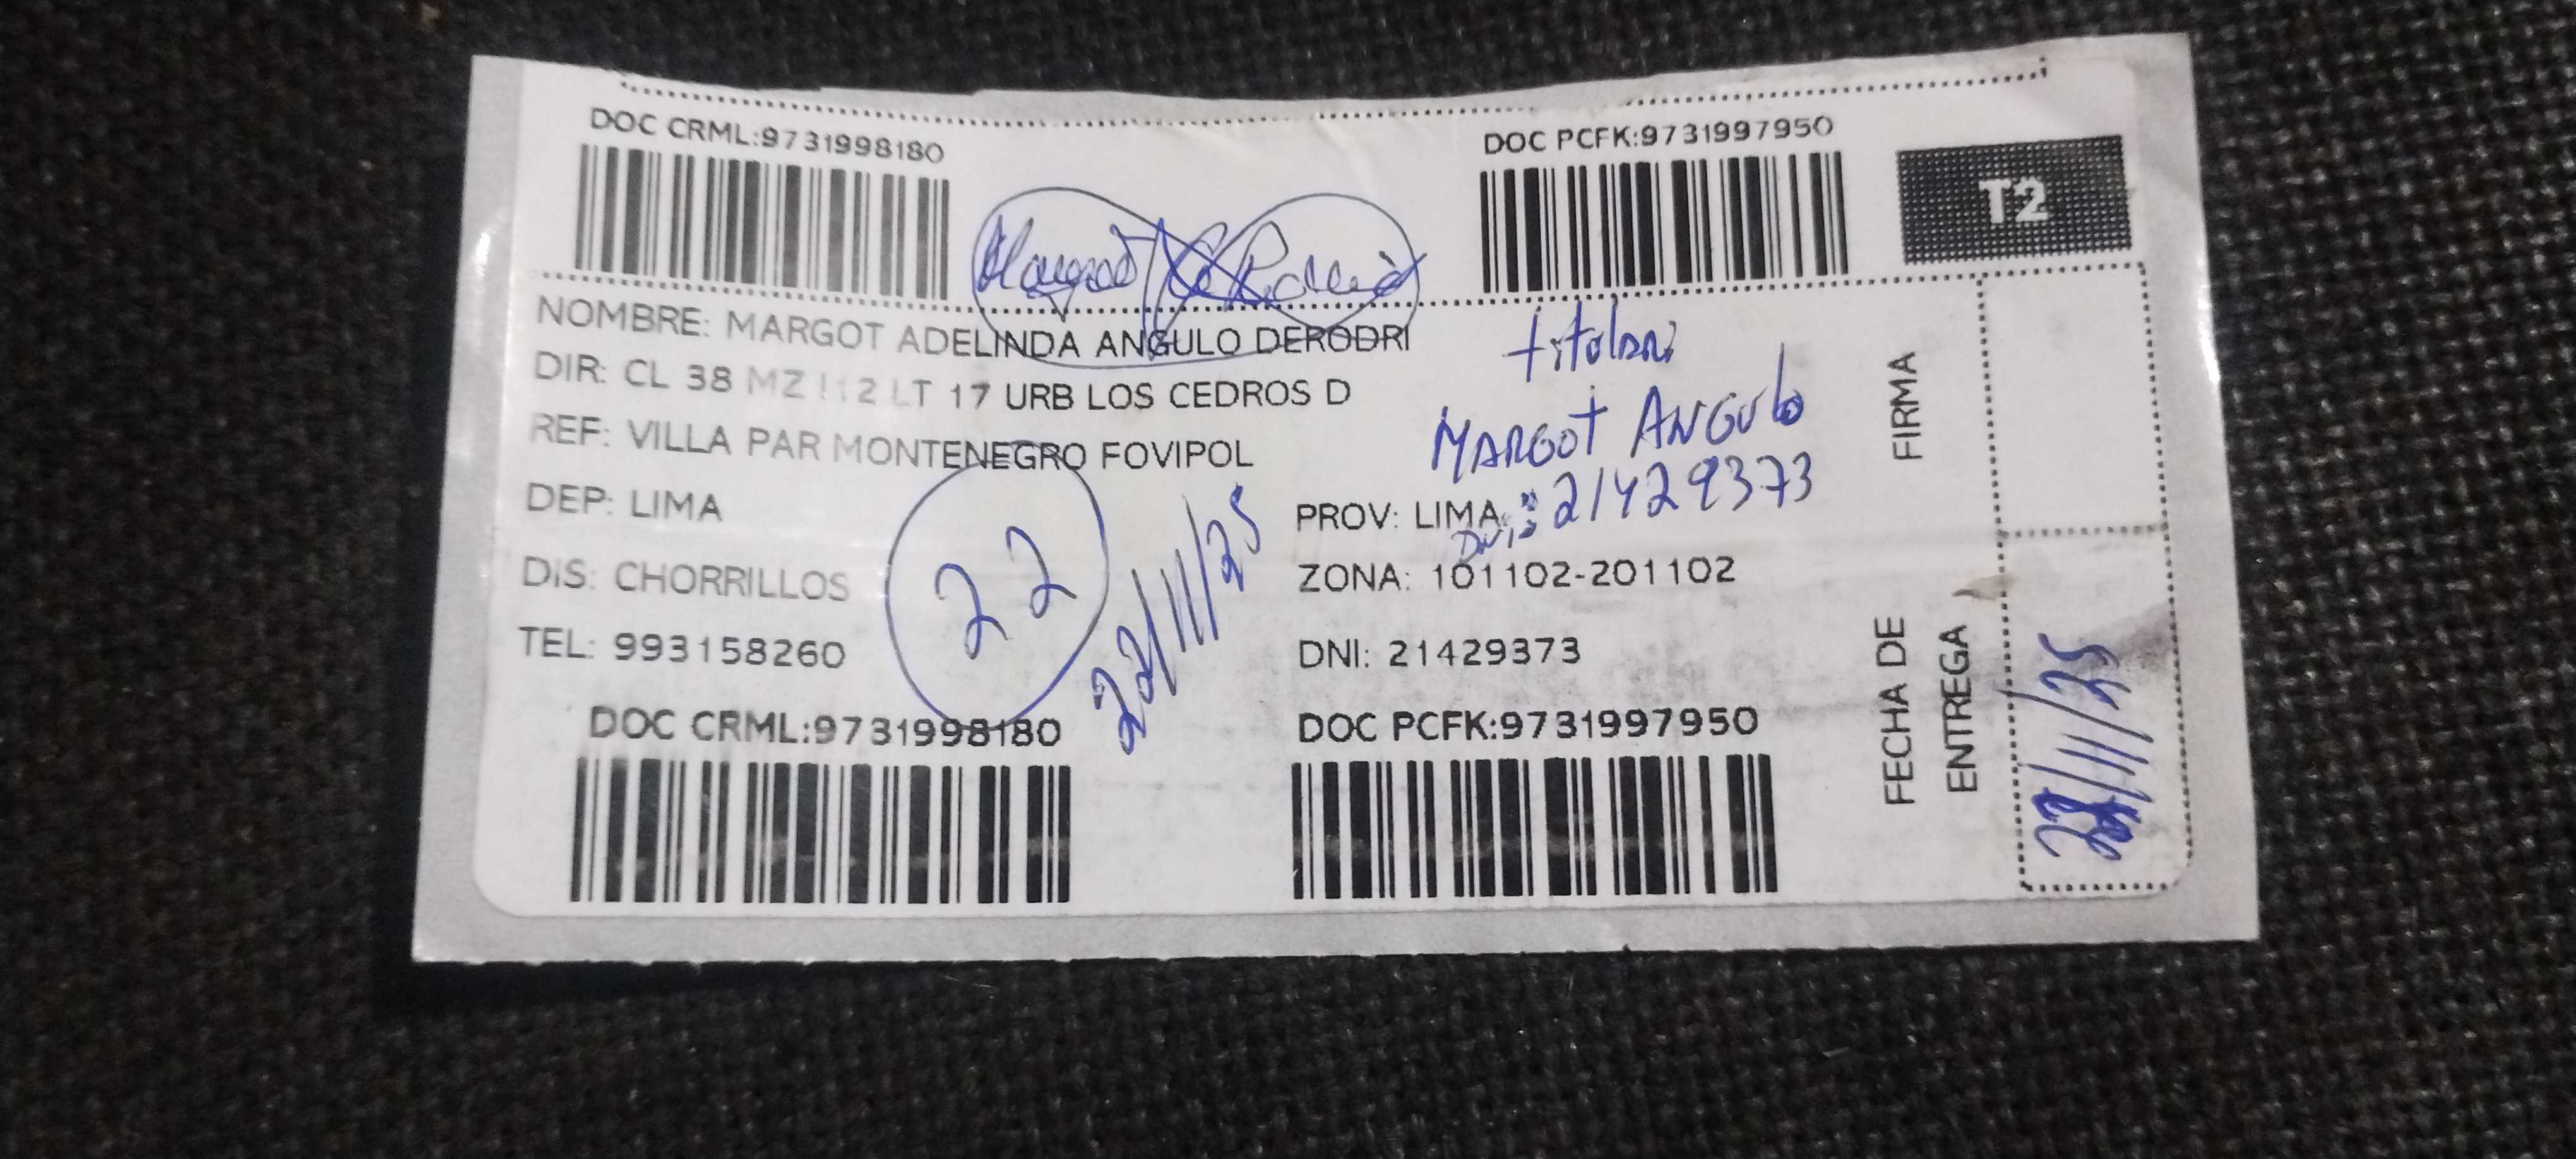 DOC CRML:9731998180
DOC PCFK:9731997950
T2
NOMBRE: MARGOT ADELINDA ANGULO DERODRI
titular
DIR: CL 38 MZ I12 LT 17 URB LOS CEDROS D
MARGOT ANGULO
REF: VILLA PAR MONTENEGRO FOVIPOL
FIRMA
DEP: LIMA
PROV: LIMA
DNI: 21429373
DIS: CHORRILLOS
22
22/11/25
ZONA: 101102-201102
TEL: 993158260
DNI: 21429373
FECHA DE
ENTREGA
22/11/25
DOC CRML:9731998180
DOC PCFK:9731997950